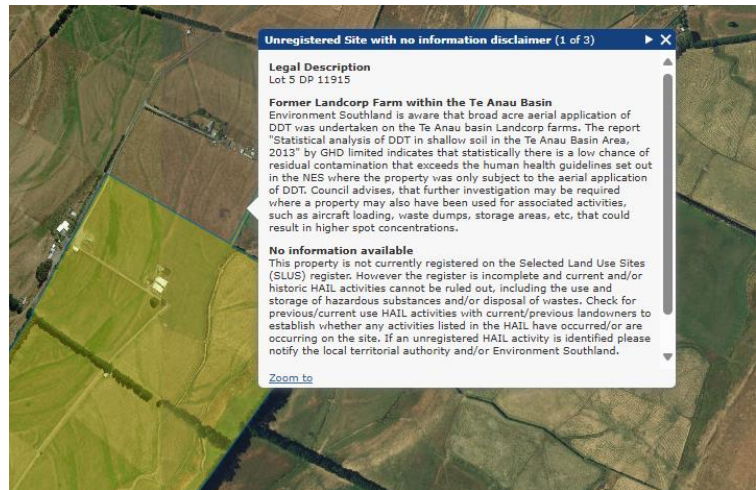 Unregistered Site with no information disclaimer (1 of 3)
Legal Description
Lot 5 DP 11915
Former Landcorp Farm within the Te Anau Basin
Environment Southland is aware that broad acre aerial application of
DDT was undertaken on the Te Anau basin Landcorp farms. The report
"Statistical analysis of DDT in shallow soil in the Te Anau Basin Area,
2013" by GHD limited indicates that statistically there is a low chance of
residual contamination that exceeds the human health guidelines set out
in the NES where the property was only subject to the aerial application
of DDT. Council advises, that further investigation may be required
where a property may also have been used for associated activities,
such as aircraft loading, waste dumps, storage areas, etc, that could
result in higher spot concentrations.
No information available
This property is not currently registered on the Selected Land Use Sites
(SLUS) register. However the register is incomplete and current and/or
historic HAIL activities cannot be ruled out, including the use and
storage of hazardous substances and/or disposal of wastes. Check for
previous/current use HAIL activities with current/previous landowners to
establish whether any activities listed in the HAIL have occurred/or are
occurring on the site. If an unregistered HAIL activity is identified please
notify the local territorial authority and/or Environment Southland.
Zoom to